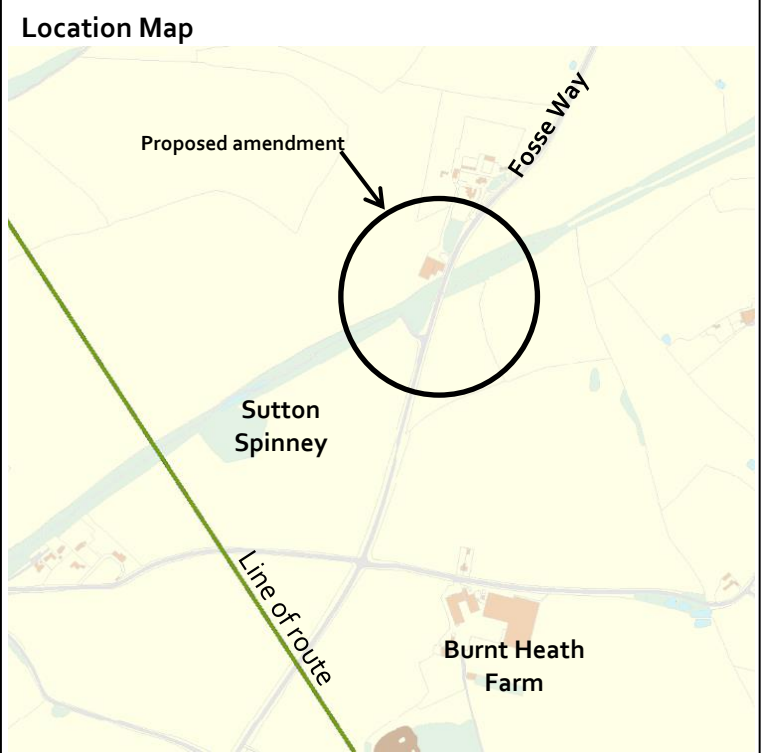 Location Map
Fosse Way
Proposed amendment
Sutton
Spinney
Line of route
Burnt Heath
Farm